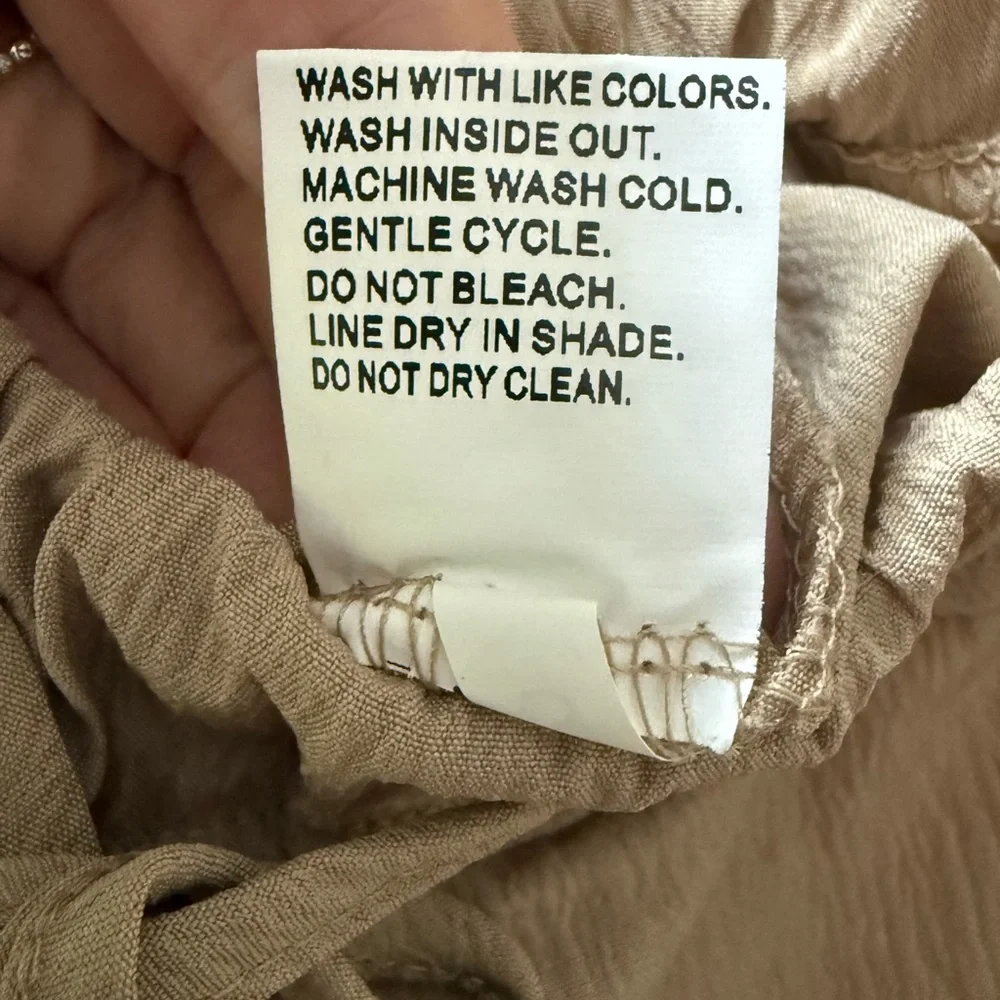 WASH WITH LIKE COLORS.
WASH INSIDE OUT.
MACHINE WASH COLD.
GENTLE CYCLE.
DO NOT BLEACH.
LINE DRY IN SHADE.
DO NOT DRY CLEAN.